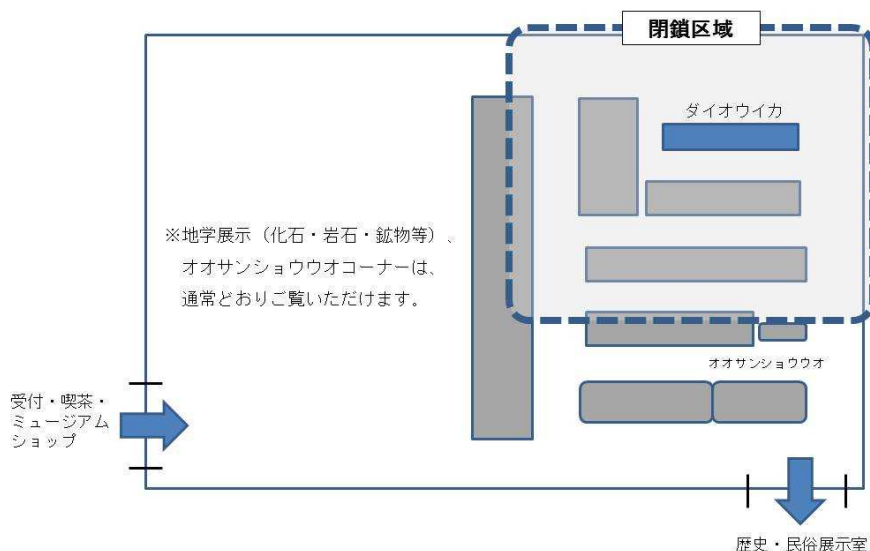 閉鎖区域
ダイオウイカ
※地学展示（化石・岩石・鉱物等）、
オオサンショウウオコーナーは、
通常どおりご覧いただけます。
オオサンショウウオ
受付・喫茶・
ミュージアム
ショップ
歴史・民俗展示室